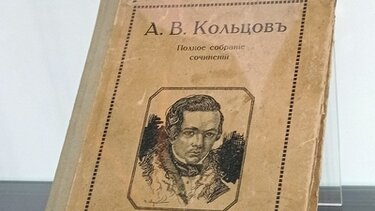 А. В. Кольцовъ
Полное собраніе
сочиненій